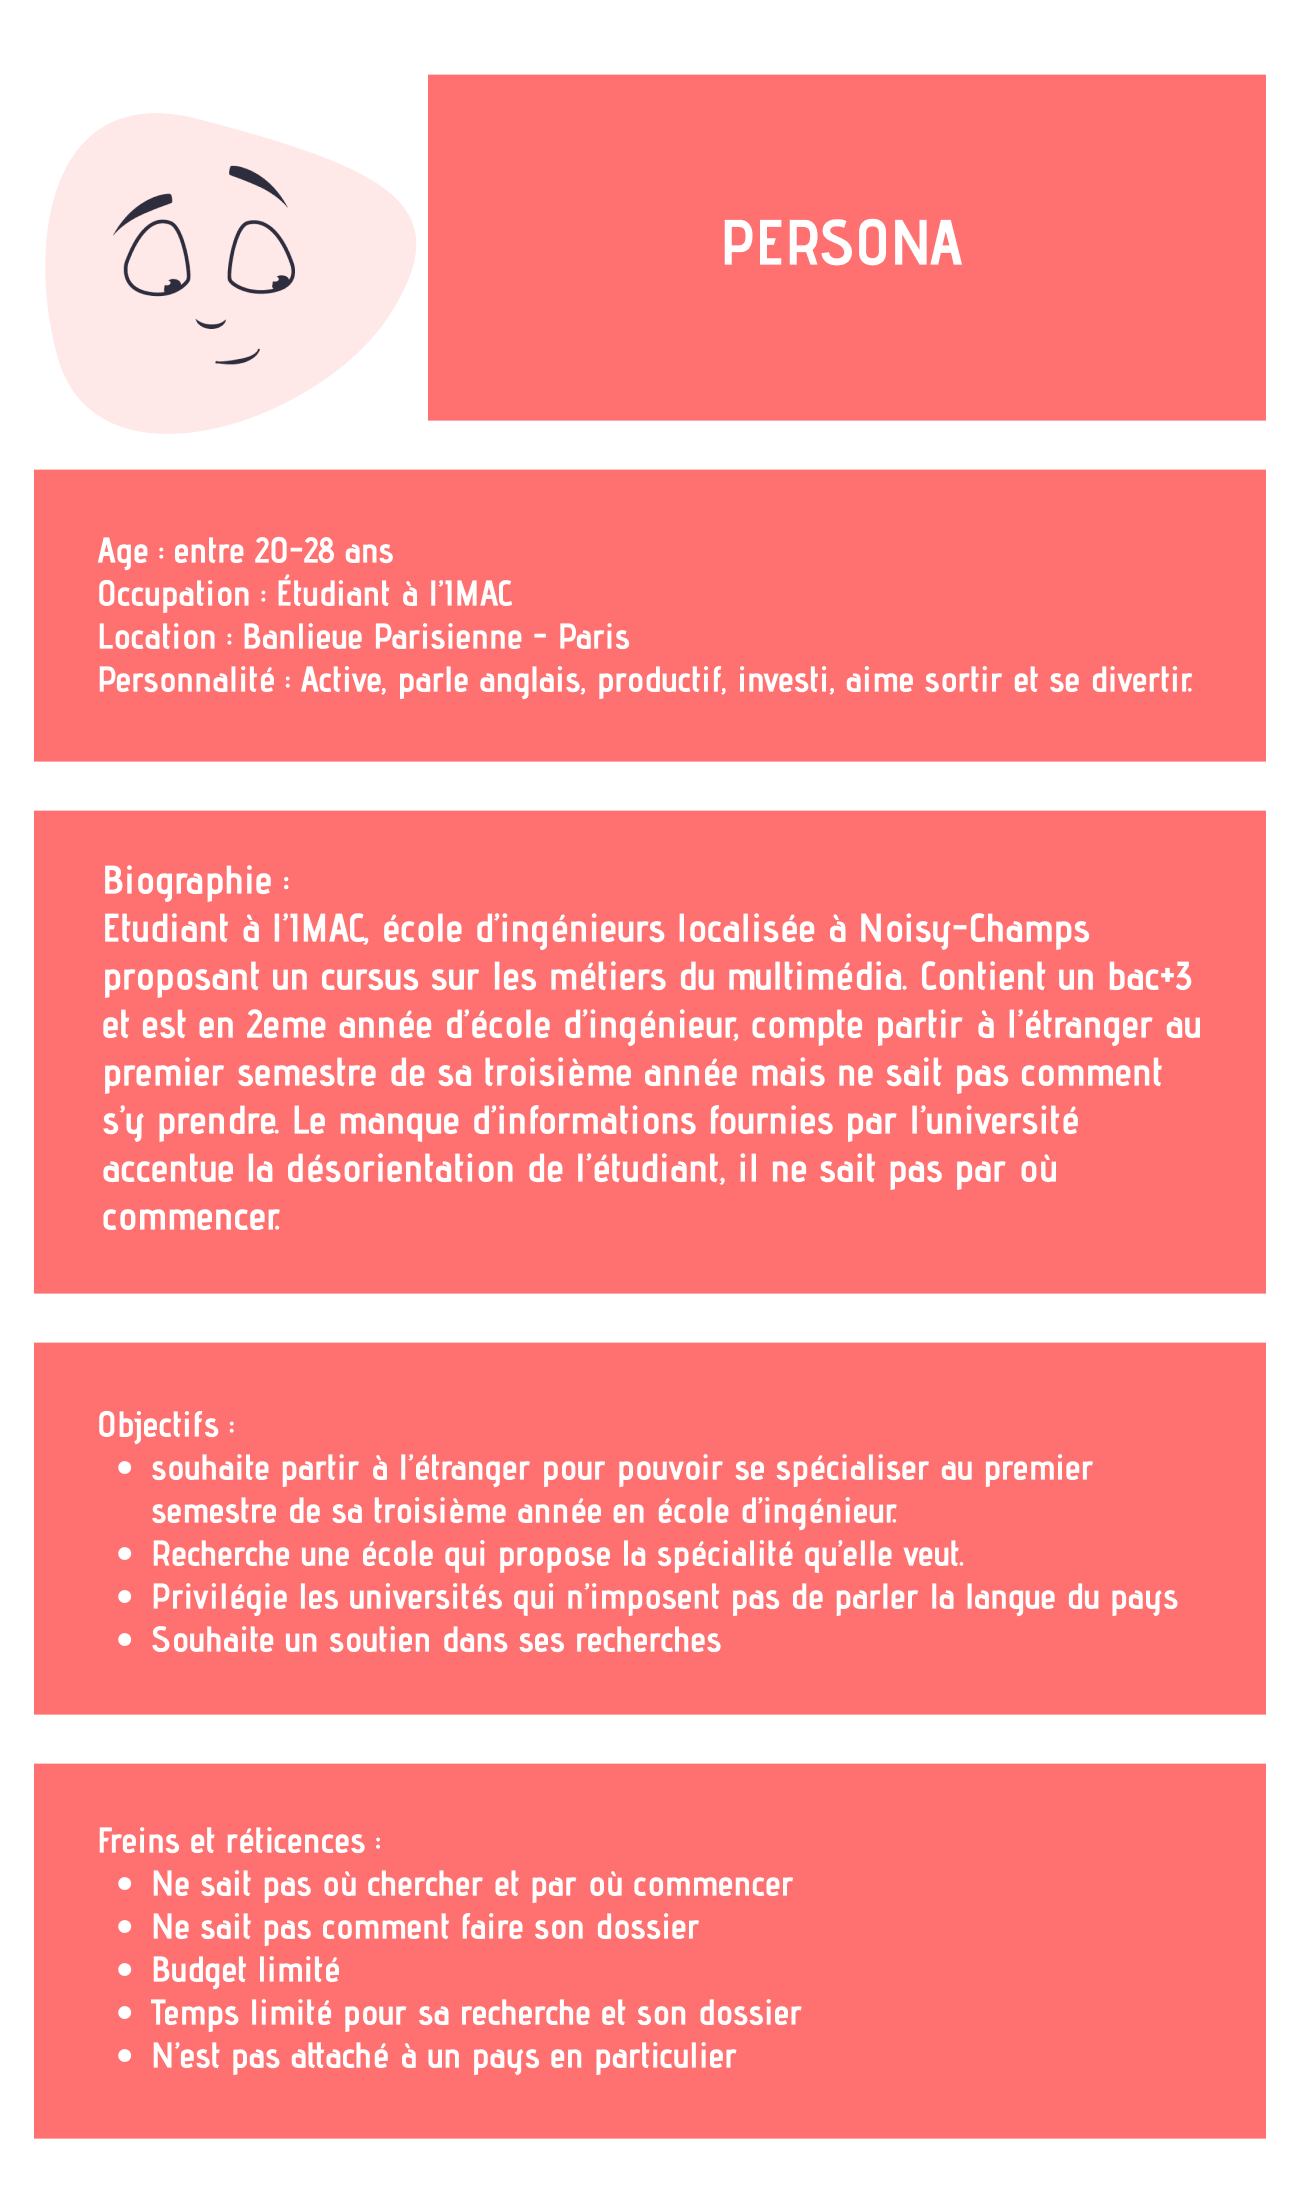 PERSONA
Age : entre 20-28 ans
Occupation : Étudiant à l'IMAC
Location : Banlieue Parisienne - Paris
Personnalité : Active, parle anglais, productif, investi, aime sortir et se divertir.
Biographie :
Etudiant à l'IMAC, école d'ingénieurs localisée à Noisy-Champs
proposant un cursus sur les métiers du multimédia. Contient un bac+3
et est en 2eme année d'école d'ingénieur, compte partir à l'étranger au
premier semestre de sa troisième année mais ne sait pas comment
s'y prendre. Le manque d'informations fournies par l'université
accentue la désorientation de l'étudiant, il ne sait pas par où
commencer.
Objectifs :
• souhaite partir à l'étranger pour pouvoir se spécialiser au premier
semestre de sa troisième année en école d'ingénieur.
• Recherche une école qui propose la spécialité qu'elle veut.
• Privilégie les universités qui n'imposent pas de parler la langue du pays
• Souhaite un soutien dans ses recherches
Freins et réticences :
• Ne sait pas où chercher et par où commencer
• Ne sait pas comment faire son dossier
• Budget limité
• Temps limité pour sa recherche et son dossier
• N'est pas attaché à un pays en particulier